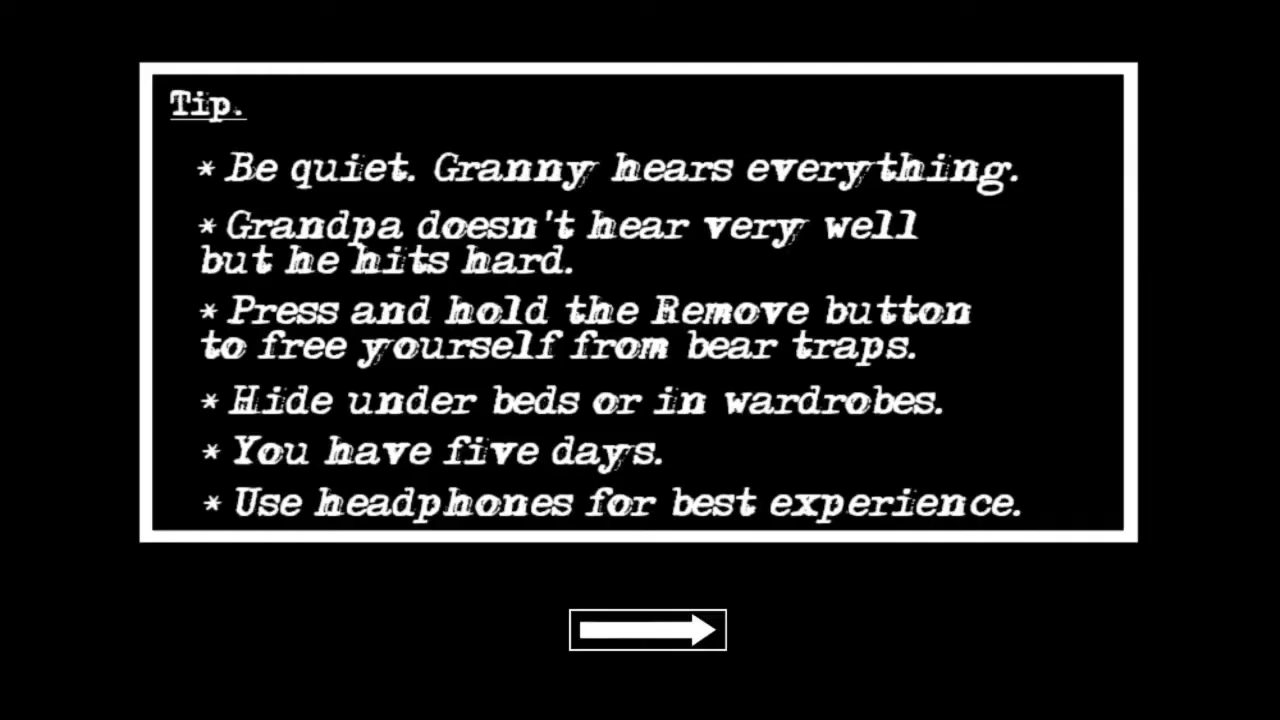 Tip.
* Be quiet. Granny hears everything.
* Grandpa doesn't hear very well
but he hits hard.
* Press and hold the Remove button
to free yourself from bear traps.
* Hide under beds or in wardrobes.
* You have five days.
* Use headphones for best experience.